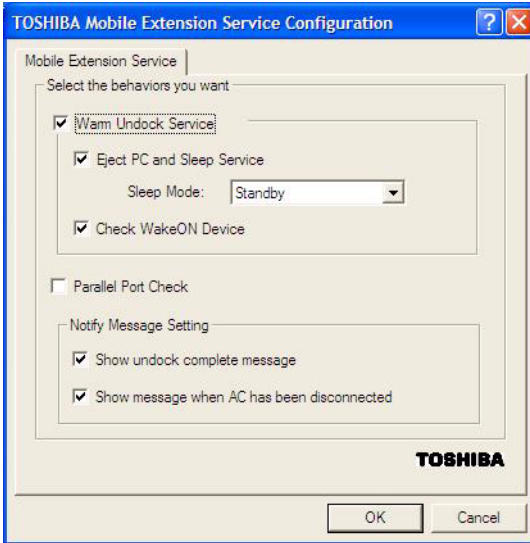 TOSHIBA Mobile Extension Service Configuration
Mobile Extension Service
Select the behaviors you want
Warm Undock Service
Eject PC and Sleep Service
Sleep Mode: Standby
Check WakeON Device
Parallel Port Check
Notify Message Setting
Show undock complete message
Show message when AC has been disconnected
TOSHIBA
OK Cancel